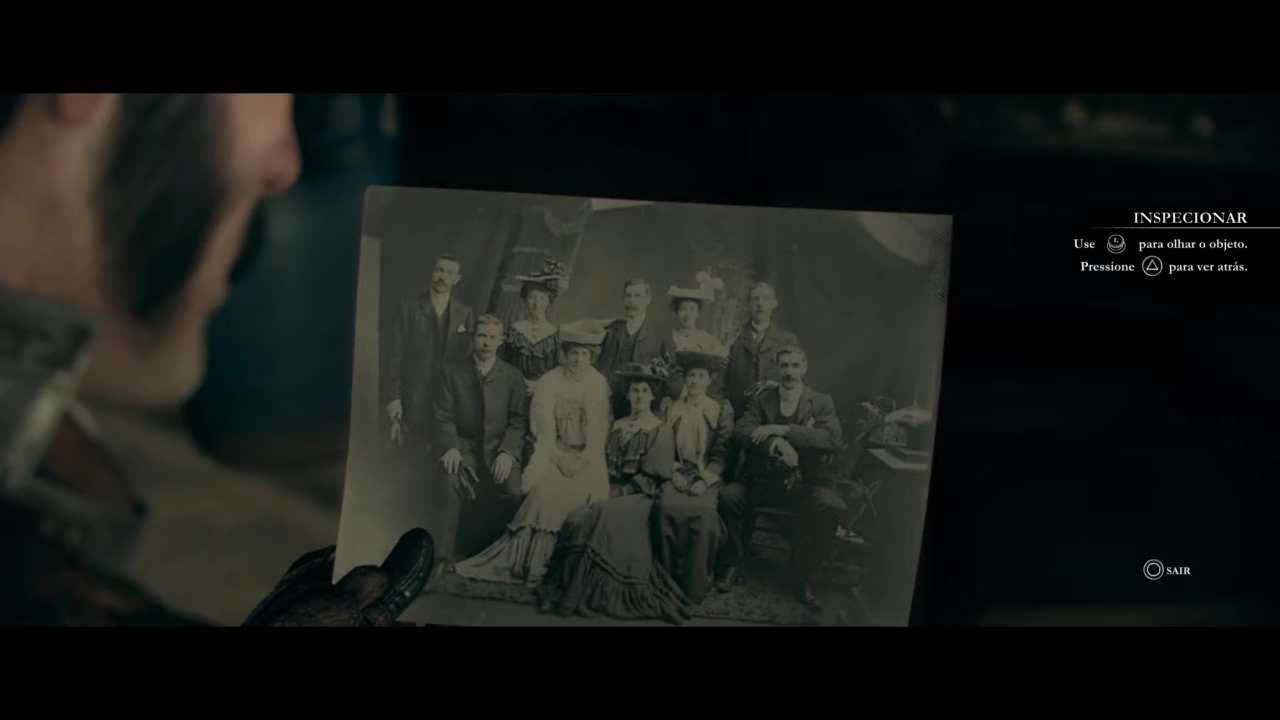 INSPECIONAR
Use L para olhar o objeto.
Pressione para ver atrás.
SAIR